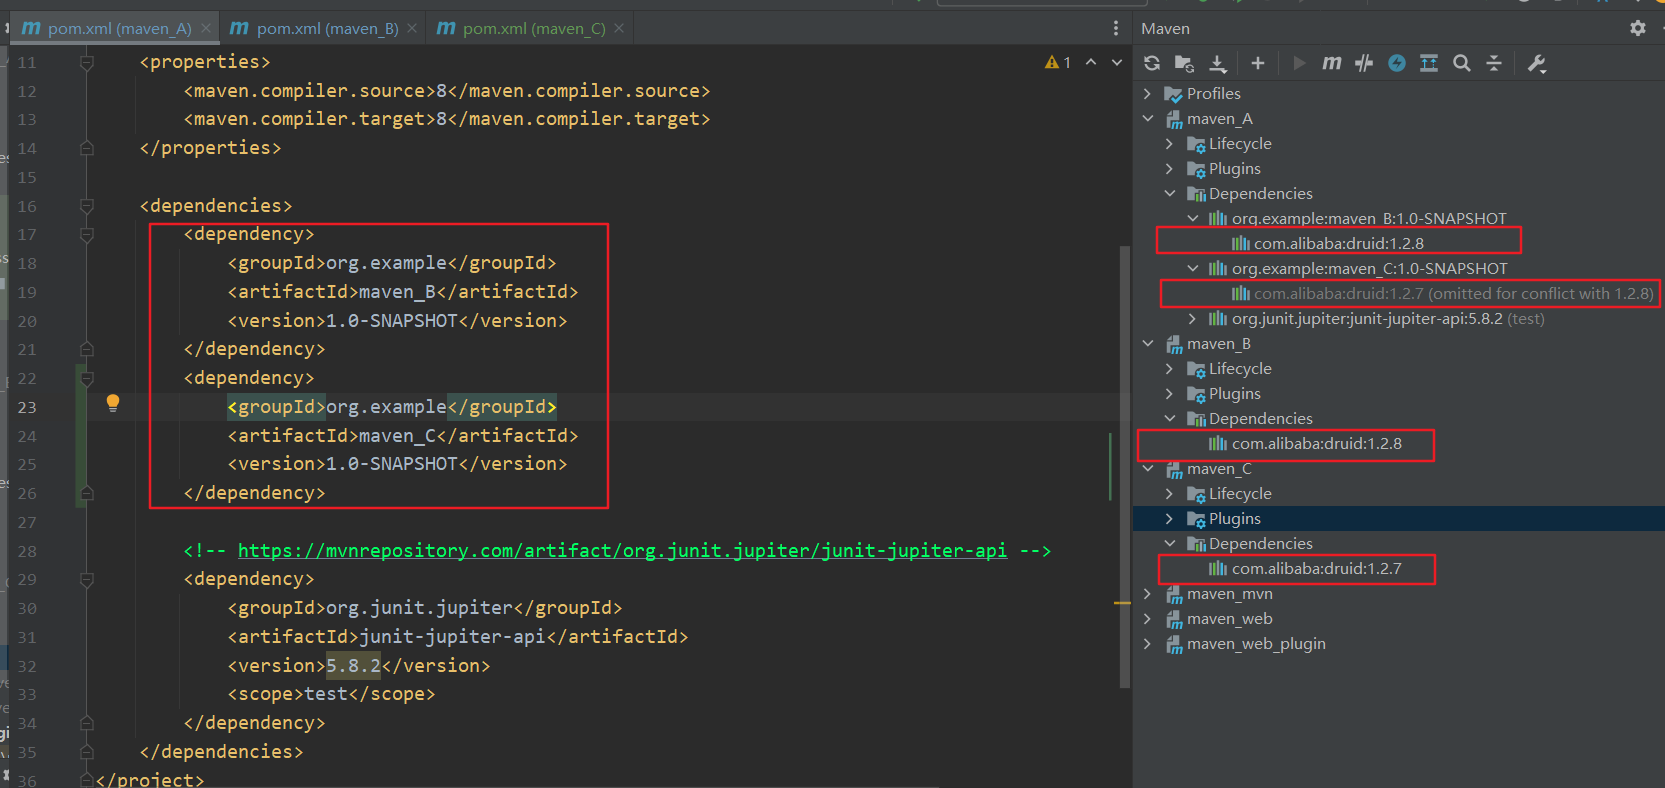 pom.xml (maven_A)
pom.xml (maven_B)
pom.xml (maven_C)
Maven
1
11 <properties>
12 <maven.compiler.source>8</maven.compiler.source>
13 <maven.compiler.target>8</maven.compiler.target>
14 </properties>
15
16 <dependencies>
17 <dependency>
18 <groupId>org.example</groupId>
19 <artifactId>maven_B</artifactId>
20 <version>1.0-SNAPSHOT</version>
21 </dependency>
22 <dependency>
23 <groupId>org.example</groupId>
24 <artifactId>maven_C</artifactId>
25 <version>1.0-SNAPSHOT</version>
26 </dependency>
27
28 <!-- https://mvnrepository.com/artifact/org.junit.jupiter/junit-jupiter-api -->
29 <dependency>
30 <groupId>org.junit.jupiter</groupId>
31 <artifactId>junit-jupiter-api</artifactId>
32 <version>5.8.2</version>
33 <scope>test</scope>
34 </dependency>
35 </dependencies>
36 </project>
Profiles
maven_A
Lifecycle
Plugins
Dependencies
org.example:maven_B:1.0-SNAPSHOT
com.alibaba:druid:1.2.8
org.example:maven_C:1.0-SNAPSHOT
com.alibaba:druid:1.2.7 (omitted for conflict with 1.2.8)
org.junit.jupiter:junit-jupiter-api:5.8.2 (test)
maven_B
Lifecycle
Plugins
Dependencies
com.alibaba:druid:1.2.8
maven_C
Lifecycle
Plugins
Dependencies
com.alibaba:druid:1.2.7
maven_mvn
maven_web
maven_web_plugin